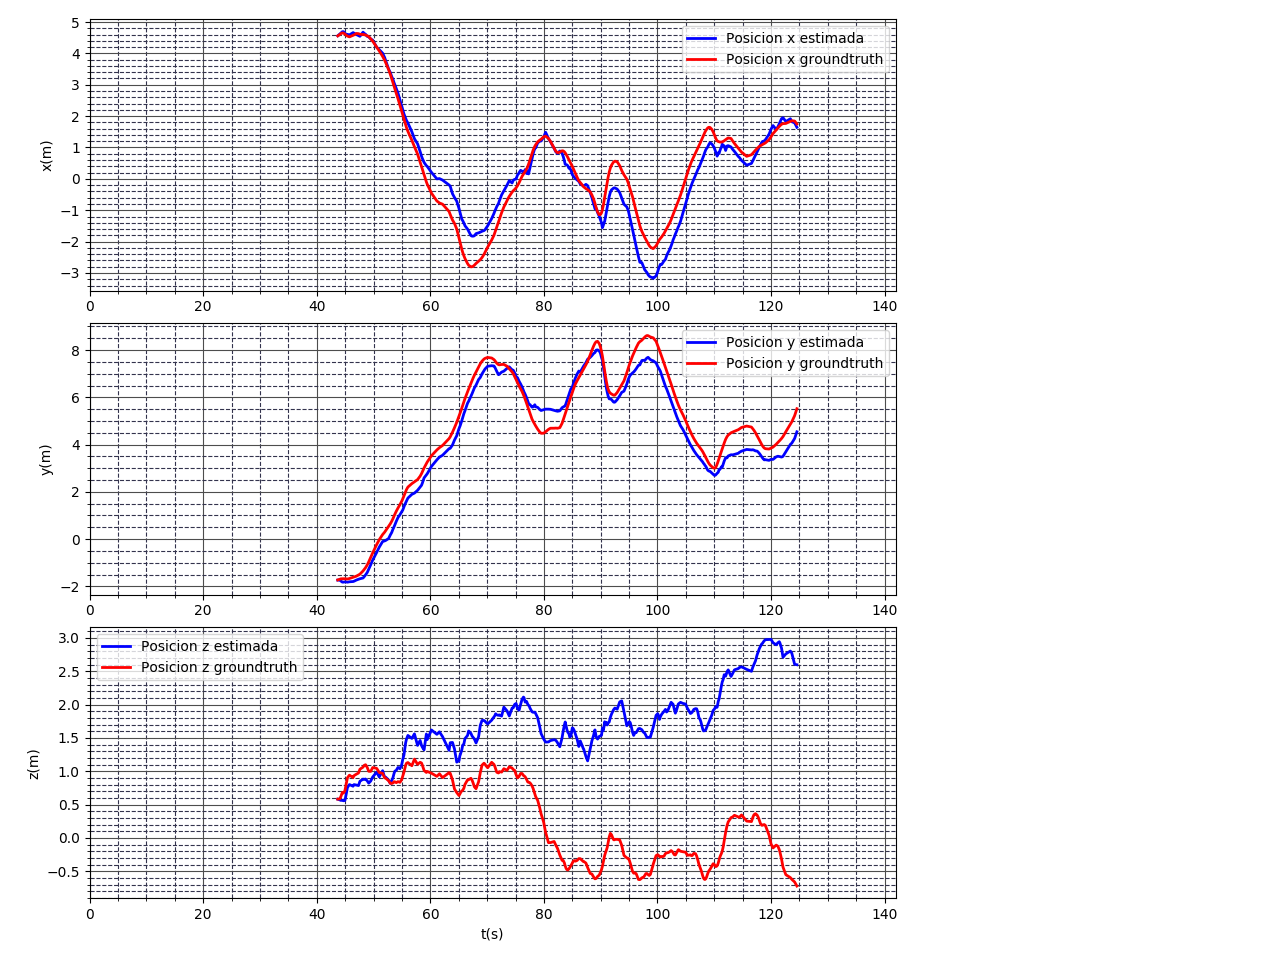 5
4
3
2
1
0
−1
−2
−3
x(m)
Posicion x estimada
Posicion x groundtruth
0 20 40 60 80 100 120 140
8
6
4
2
0
−2
y(m)
Posicion y estimada
Posicion y groundtruth
0 20 40 60 80 100 120 140
3.0
2.5
2.0
1.5
1.0
0.5
0.0
−0.5
z(m)
Posicion z estimada
Posicion z groundtruth
0 20 40 60 80 100 120 140
t(s)